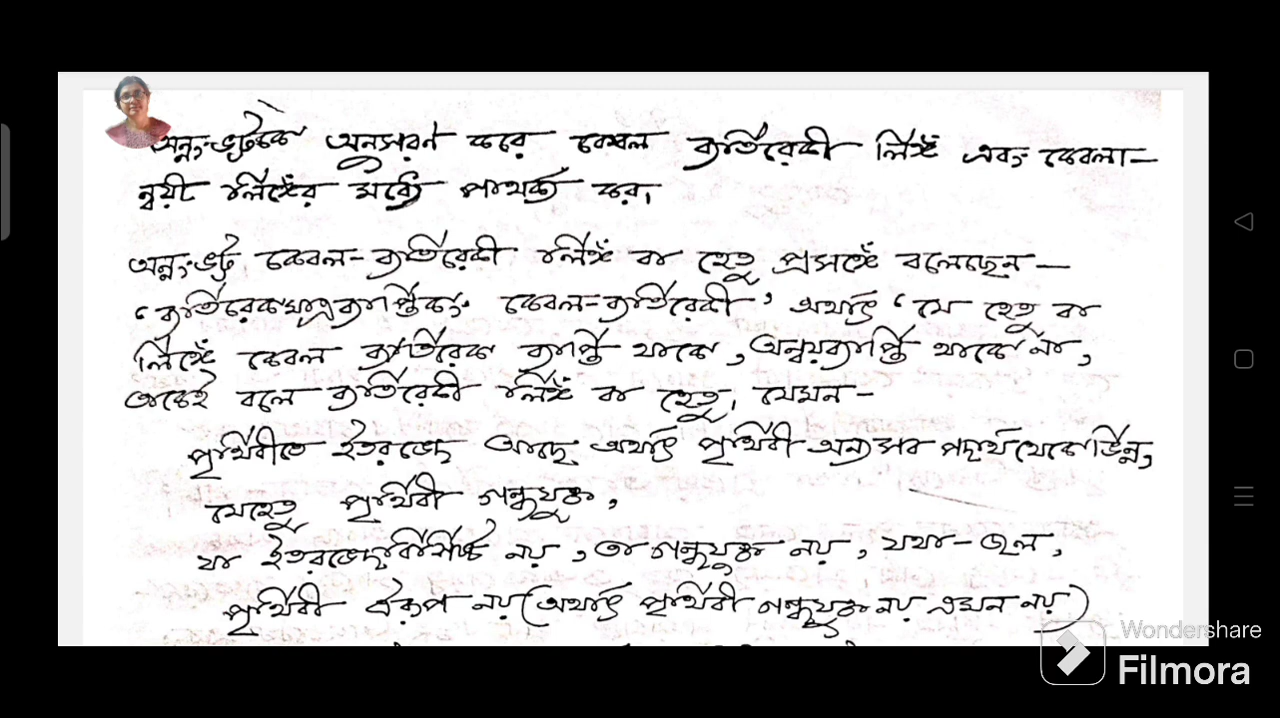 অন্নংভট্টকে অনুসরণ করে কেবল ব্যতিরেকী লিঙ্গ এবং কেবলা-
ন্বয়ী লিঙ্গের মধ্যে পার্থক্য কর।
অন্নংভট্ট কেবল-ব্যতিরেকী লিঙ্গ বা হেতু প্রসঙ্গে বলেছেন —
‘ব্যতিরেকমাত্রব্যাপ্তিকং কেবল-ব্যতিরেকী’ অর্থাৎ ‘যে হেতু বা
লিঙ্গে কেবল ব্যতিরেক ব্যাপ্তি থাকে, অন্বয়ব্যাপ্তি থাকে না,
তাকেই বলে ব্যতিরেকী লিঙ্গ বা হেতু। যেমন-
পৃথিবীতে ইতরভেদ আছে অর্থাৎ পৃথিবী অন্যসব পদার্থ থেকে ভিন্ন,
যেহেতু পৃথিবী গন্ধযুক্ত,
যা ইতরভেদবিশিষ্ট নয়, তা গন্ধযুক্ত নয়, যথা-জল,
পৃথিবী ঐরূপ নয় (অর্থাৎ পৃথিবী গন্ধযুক্ত নয় এমন নয়)
Wondershare
Filmora